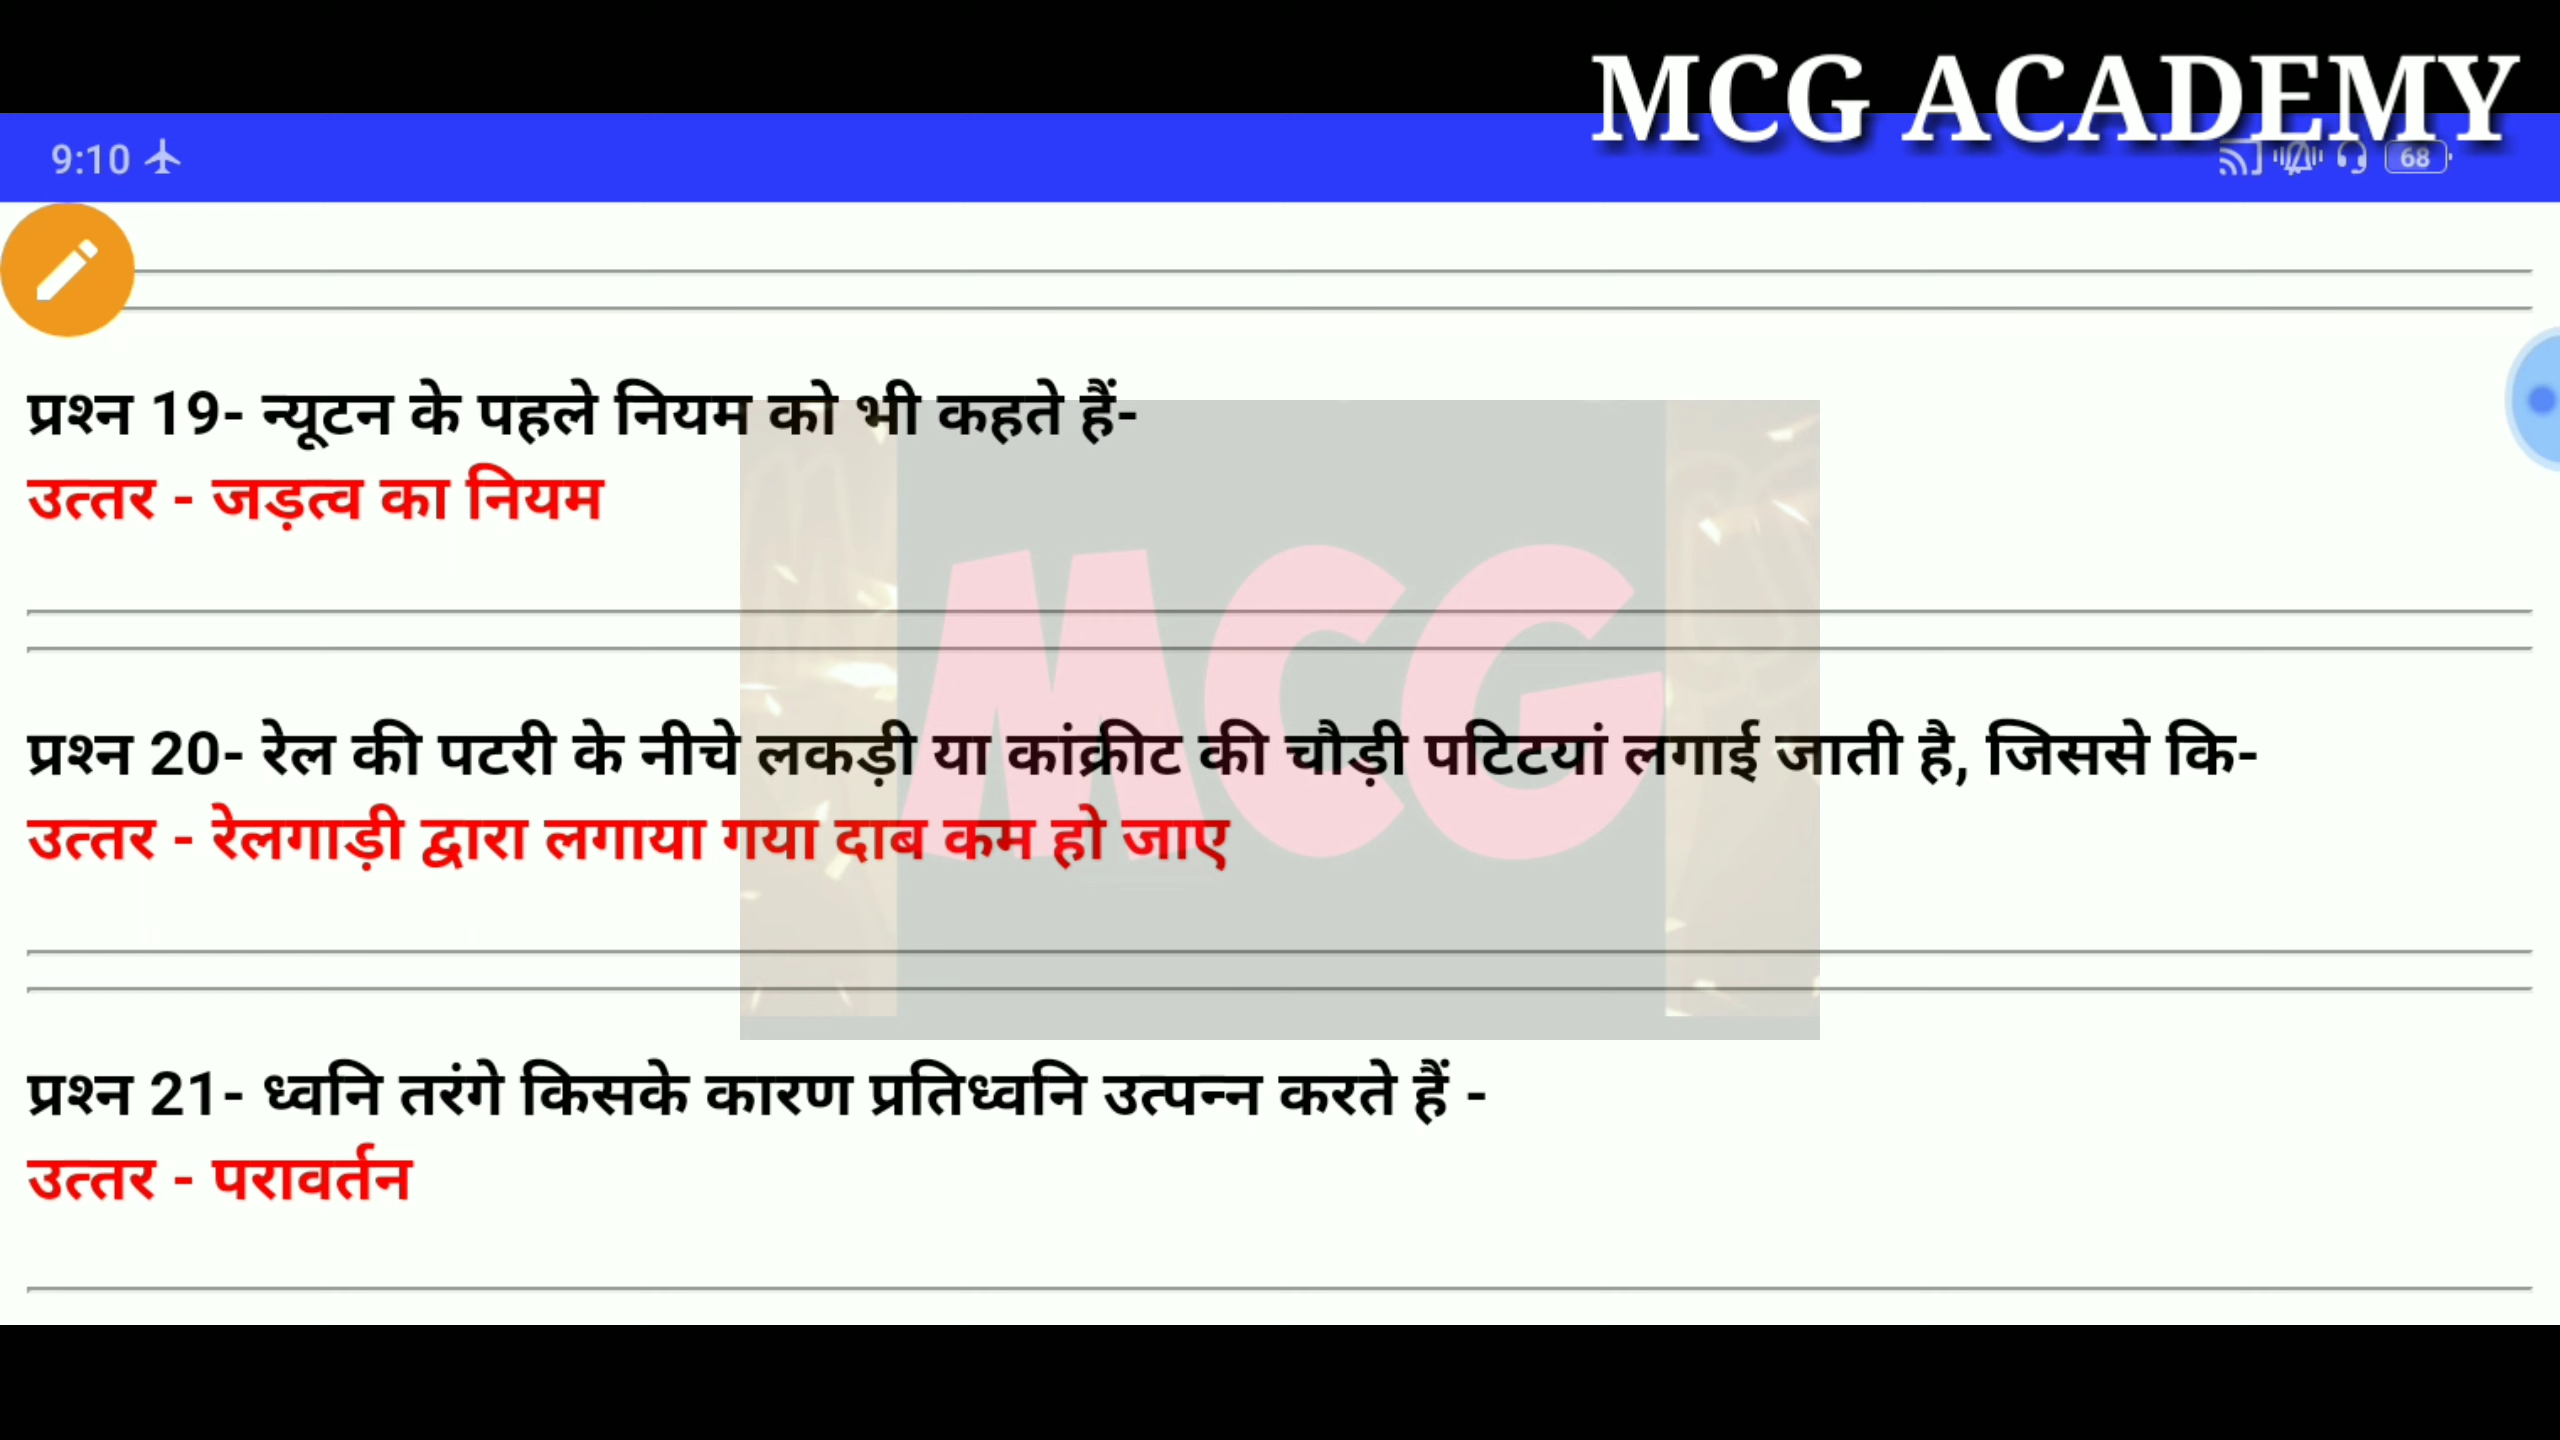 MCG ACADEMY
9:10
68
प्रश्न 19- न्यूटन के पहले नियम को भी कहते हैं-
उत्तर - जड़त्व का नियम
प्रश्न 20- रेल की पटरी के नीचे लकड़ी या कांक्रीट की चौड़ी पटिटयां लगाई जाती है, जिससे कि-
उत्तर - रेलगाड़ी द्वारा लगाया गया दाब कम हो जाए
MCG
प्रश्न 21- ध्वनि तरंगे किसके कारण प्रतिध्वनि उत्पन्न करते हैं -
उत्तर - परावर्तन